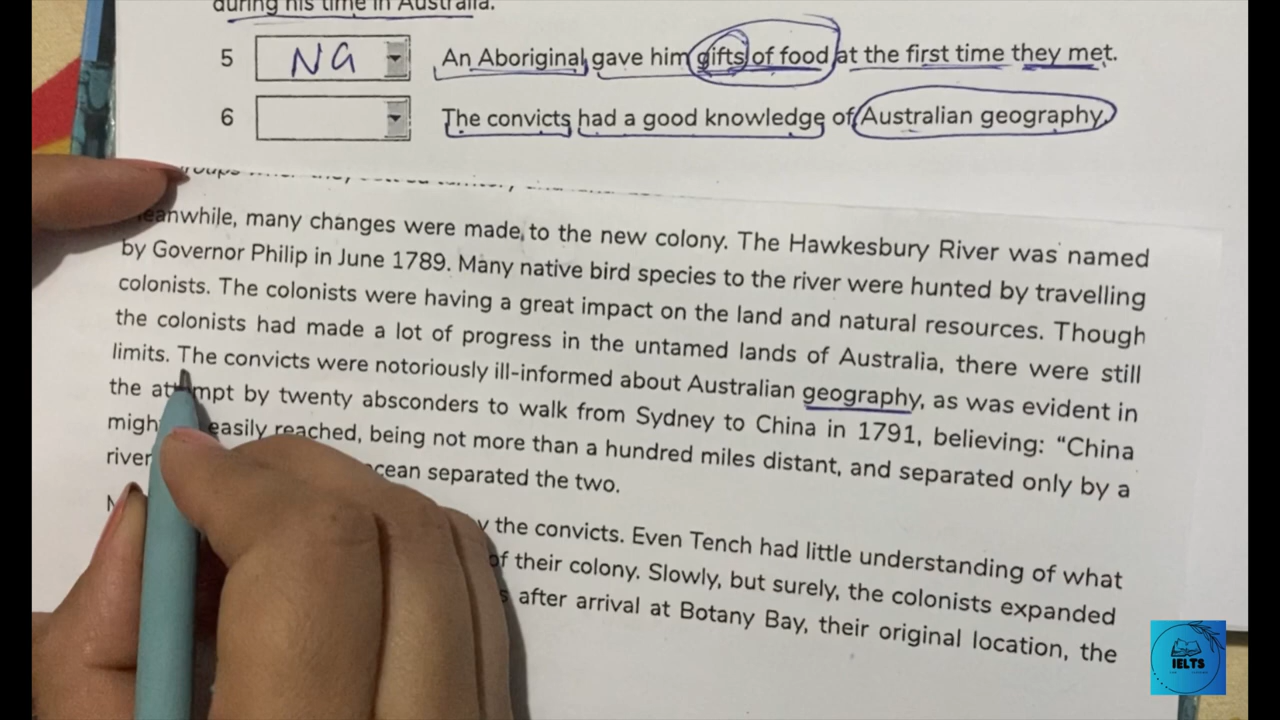 during his time in Australia.
5 NG An Aboriginal gave him gifts of food at the first time they met.
6 The convicts had a good knowledge of Australian geography.
Meanwhile, many changes were made to the new colony. The Hawkesbury River was named
by Governor Philip in June 1789. Many native bird species to the river were hunted by travelling
colonists. The colonists were having a great impact on the land and natural resources. Though
the colonists had made a lot of progress in the untamed lands of Australia, there were still
limits. The convicts were notoriously ill-informed about Australian geography, as was evident in
the attempt by twenty absconders to walk from Sydney to China in 1791, believing: “China
easily reached, being not more than a hundred miles distant, and separated only by a
river ocean separated the two.
the convicts. Even Tench had little understanding of what
of their colony. Slowly, but surely, the colonists expanded
after arrival at Botany Bay, their original location, the
IELTS